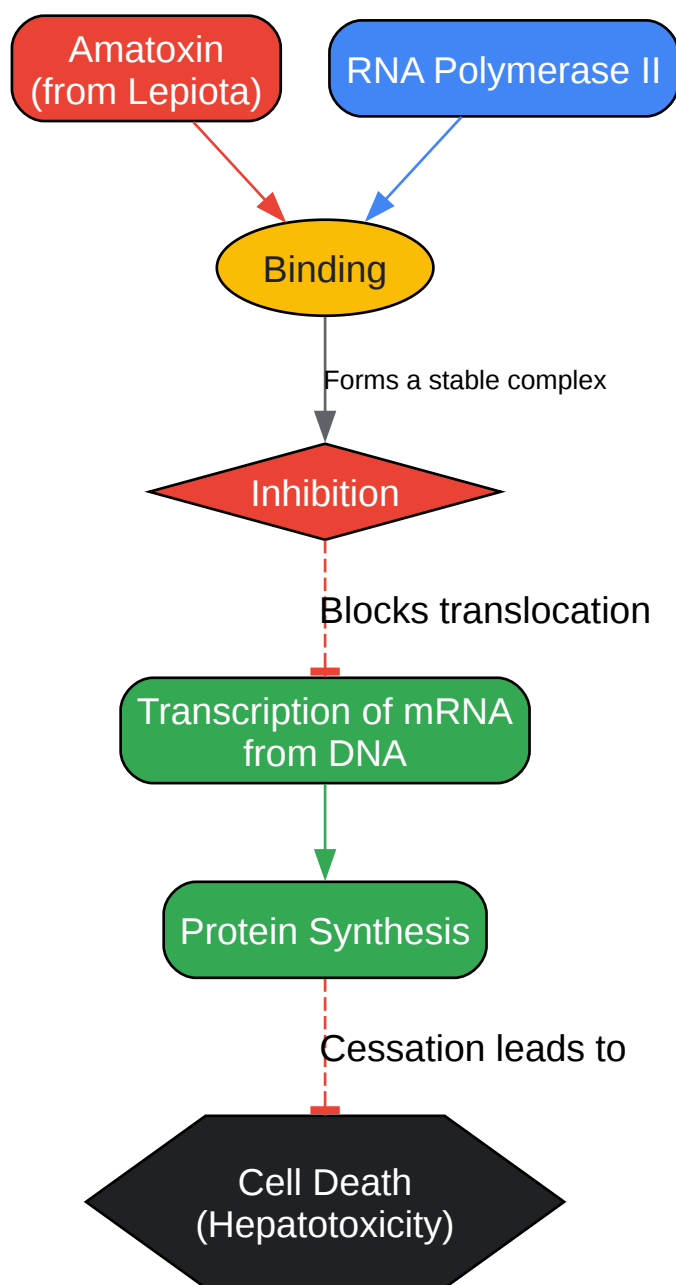 Amatoxin
(from Lepiota)
RNA Polymerase II
Binding
Forms a stable complex
Inhibition
Blocks translocation
Transcription of mRNA
from DNA
Protein Synthesis
Cessation leads to
Cell Death
(Hepatotoxicity)